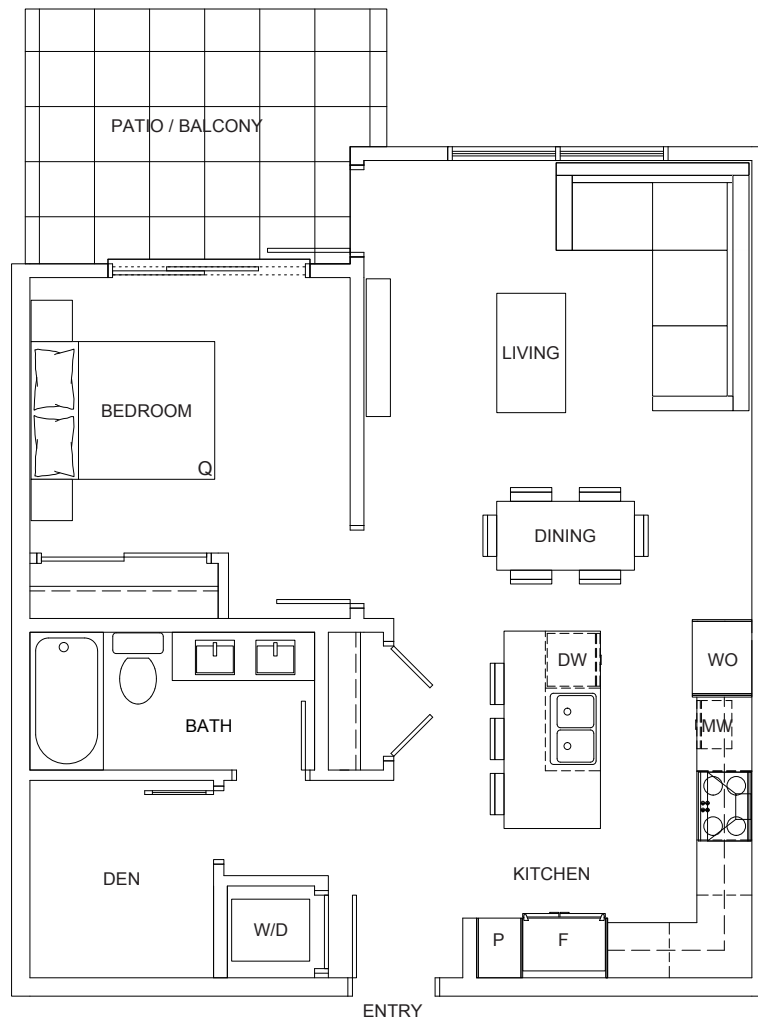 PATIO / BALCONY
LIVING
BEDROOM
Q
DINING
DW
WO
MW
BATH
DEN
KITCHEN
W/D
P
F
ENTRY